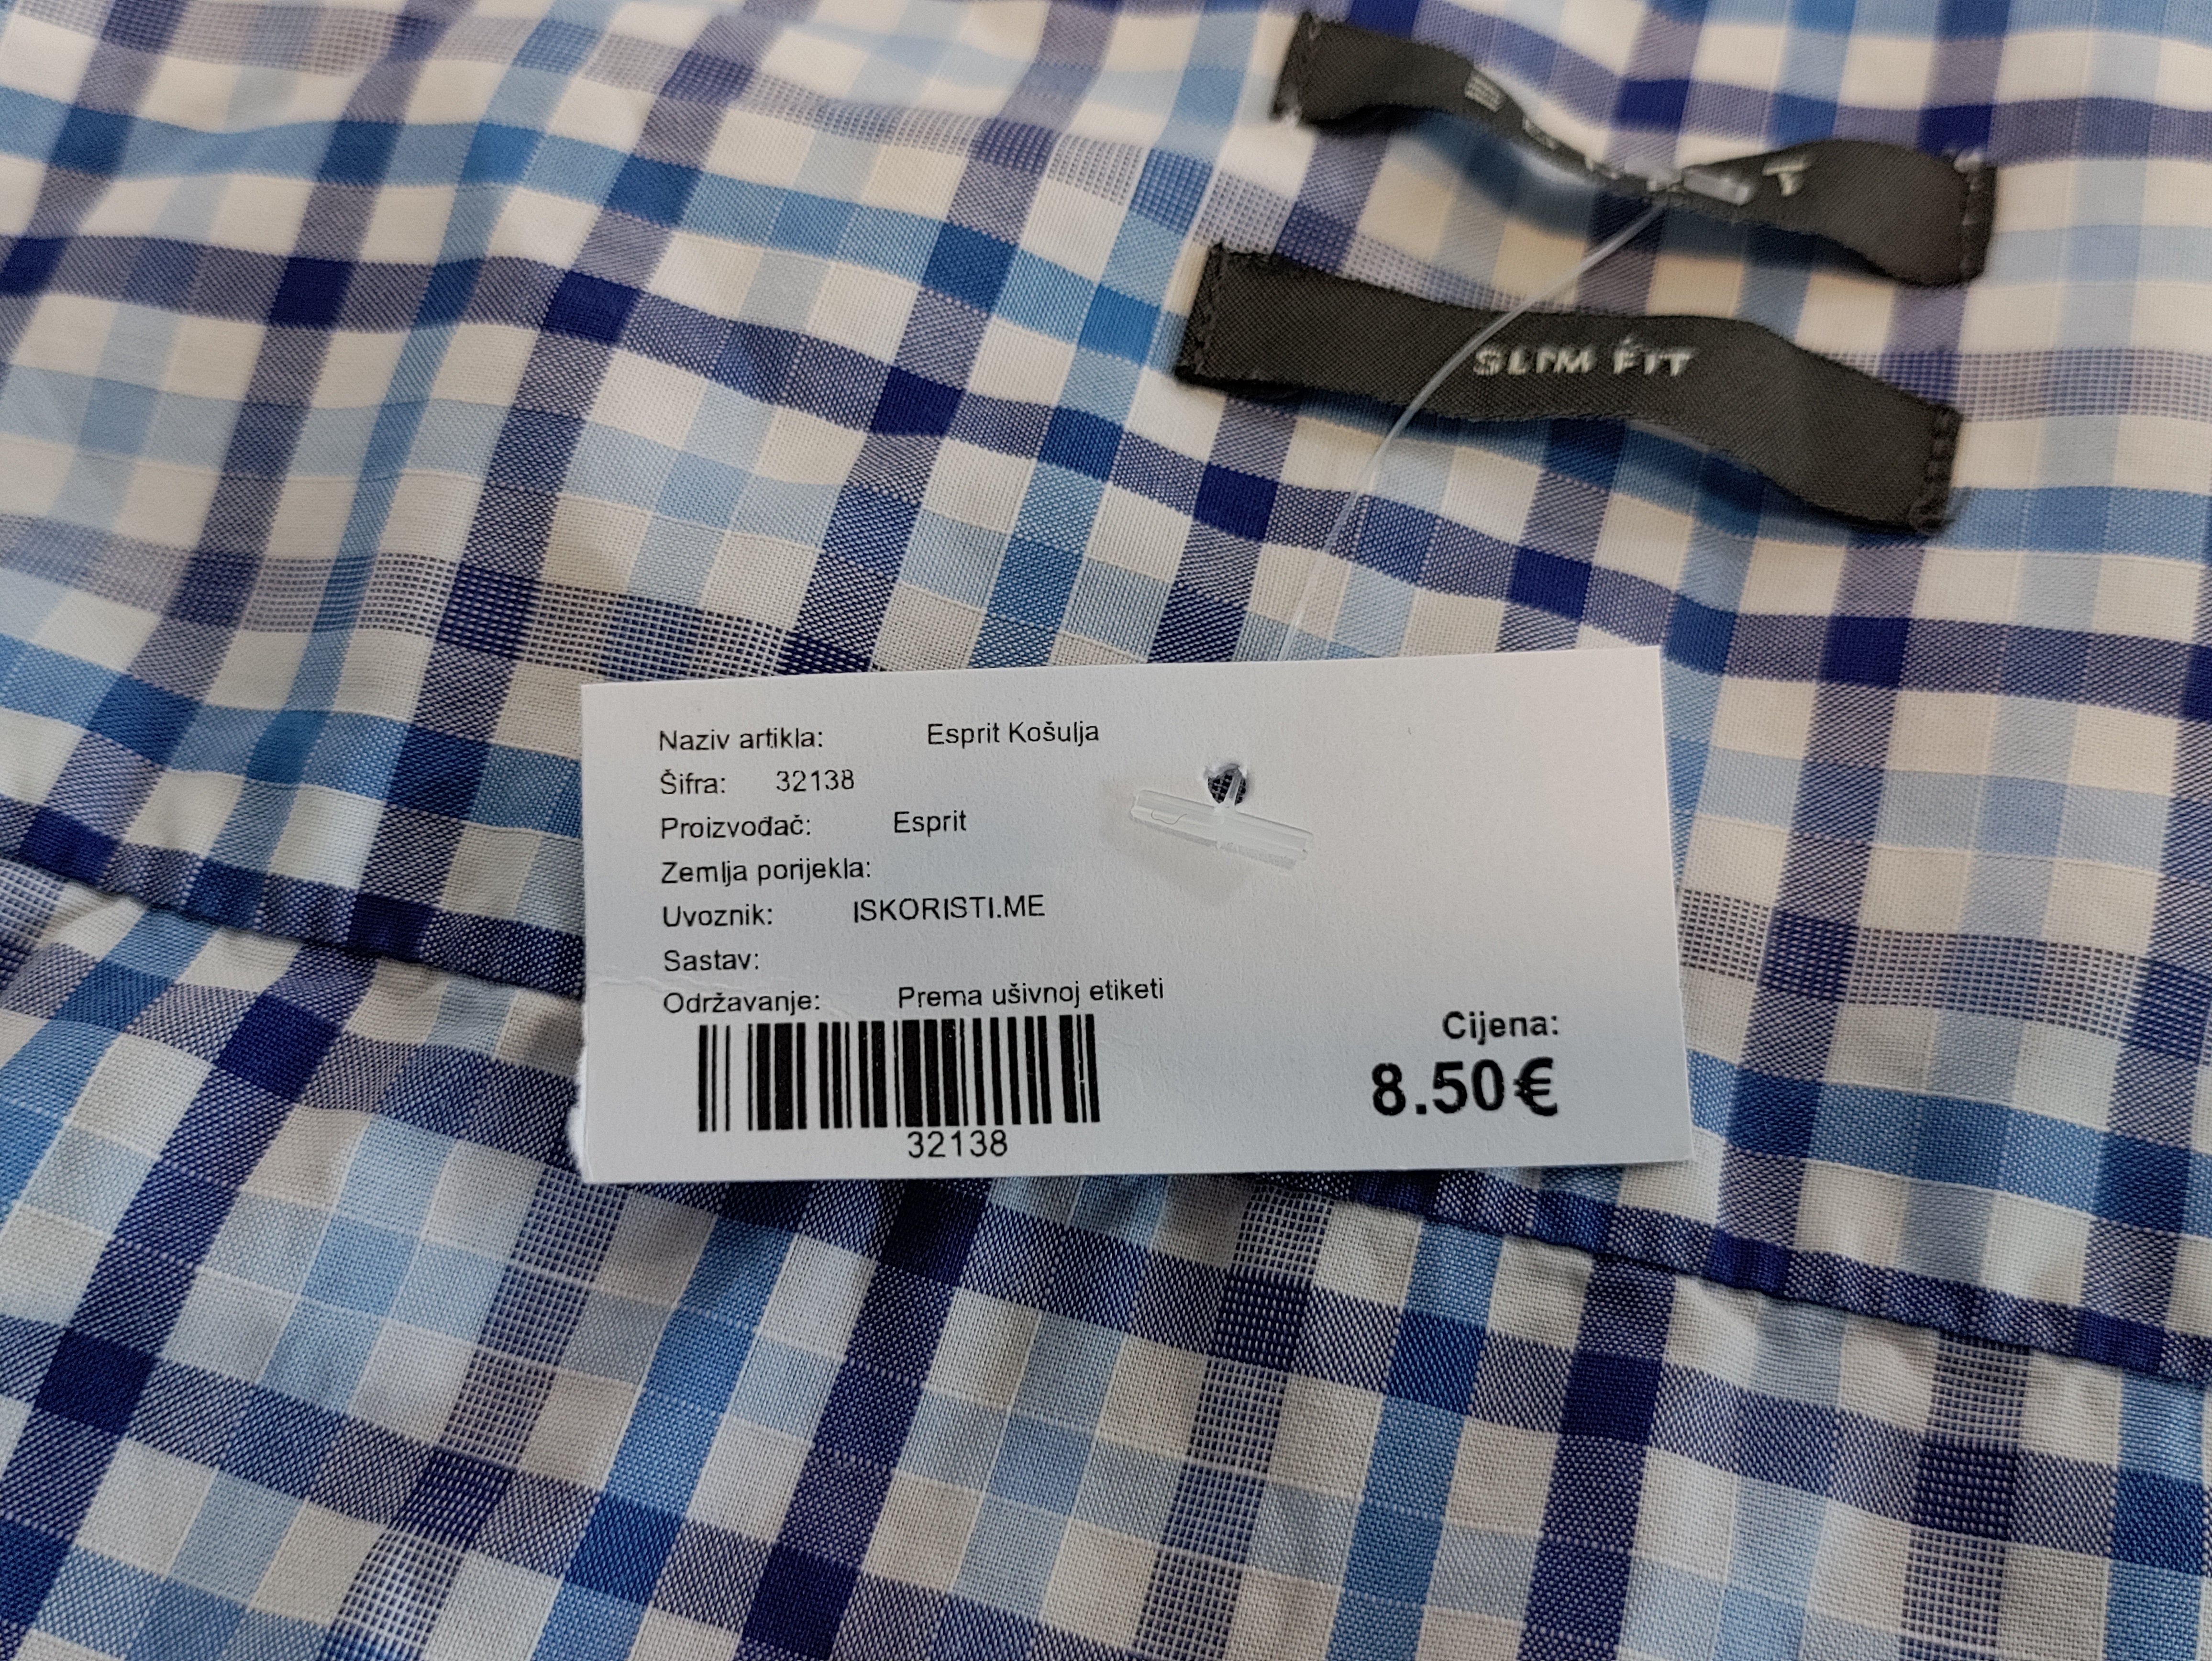 SLIM FIT
Naziv artikla: Esprit Košulja
Šifra: 32138
Proizvođač: Esprit
Zemlja porijekla:
Uvoznik: ISKORISTI.ME
Sastav:
Održavanje: Prema ušivnoj etiketi
32138
Cijena:
8.50€